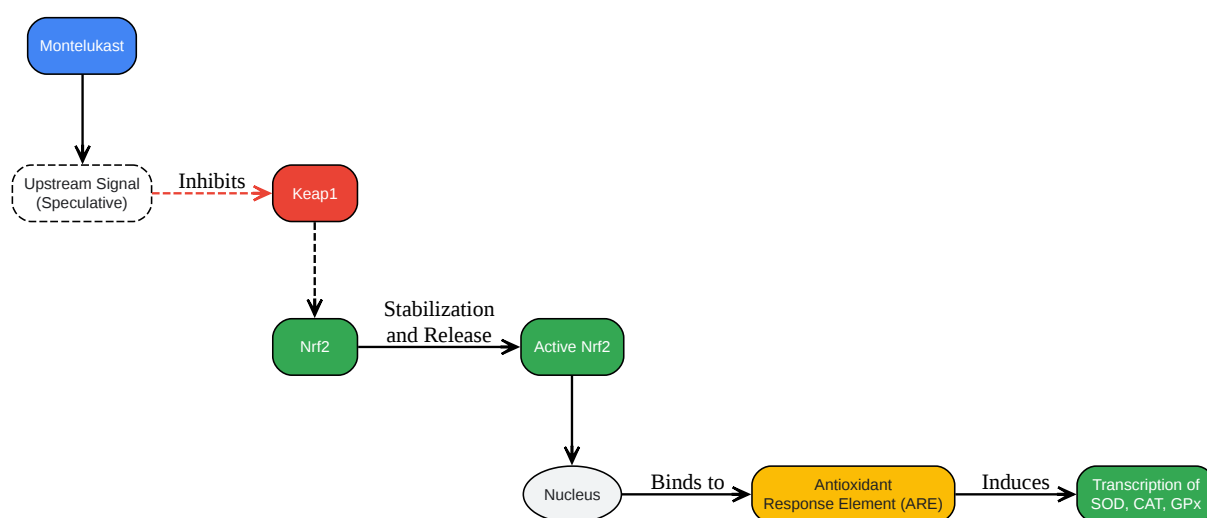 Montelukast
Upstream Signal
(Speculative)
Inhibits
Keap1
Stabilization
and Release
Nrf2
Active Nrf2
Nucleus
Binds to
Antioxidant
Response Element (ARE)
Induces
Transcription of
SOD, CAT, GPx